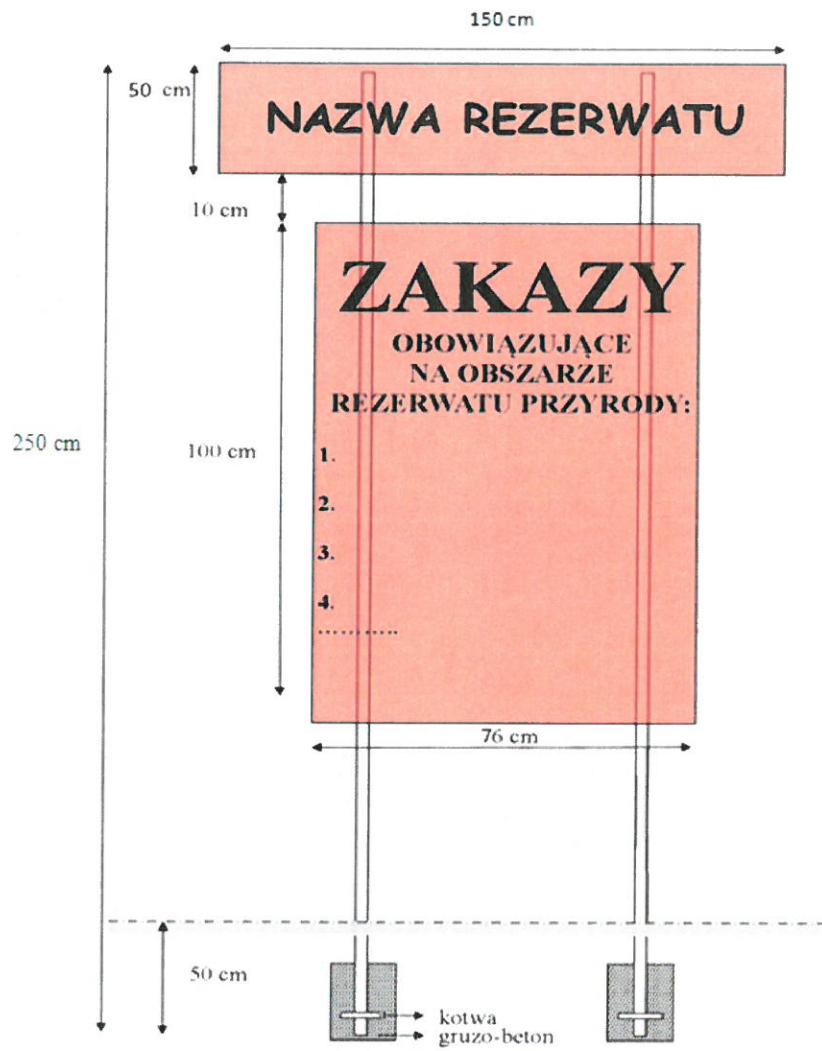 150 cm
50 cm
NAZWA REZERWATU
10 cm
ZAKAZY
OBOWIĄZUJĄCE
NA OBSZARZE
REZERWATU PRZYRODY:
250 cm
100 cm
1.
2.
3.
4.
............
76 cm
50 cm
kotwa
gruzo-beton